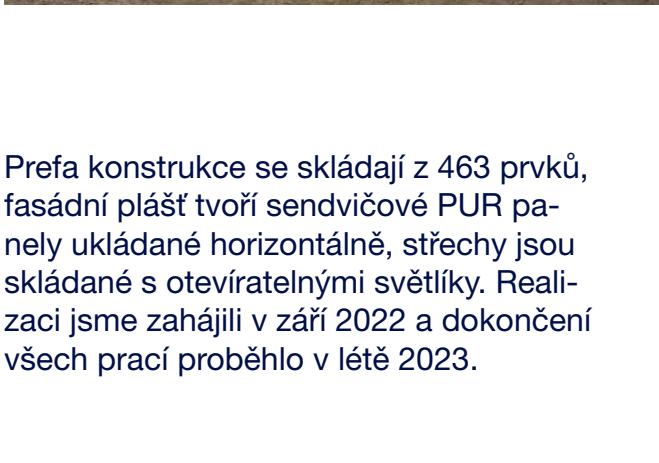 Prefa konstrukce se skládají z 463 prvků,
fasádní plášť tvoří sendvičové PUR pa-
nely ukládané horizontálně, střechy jsou
skládané s otevíratelnými světlíky. Reali-
zaci jsme zahájili v září 2022 a dokončení
všech prací proběhlo v létě 2023.